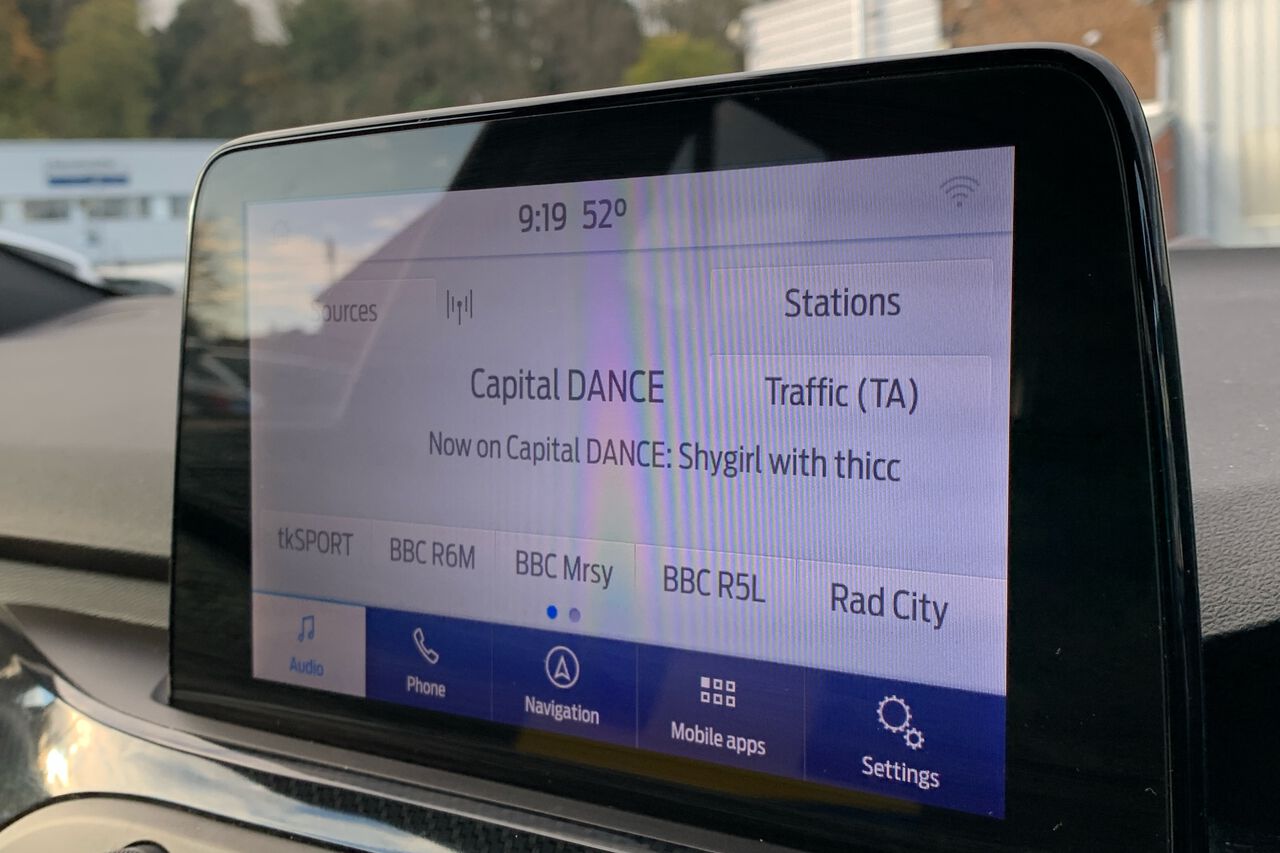 9:19 52º
Sources
Stations
Capital DANCE
Traffic (TA)
Now on Capital DANCE: Shygirl with thicc
tkSPORT
BBC R6M
BBC Mrsy
BBC R5L
Rad City
Audio
Phone
Navigation
Mobile apps
Settings